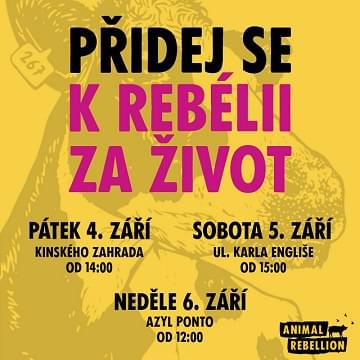 267
PŘIDEJ SE
K REBÉLII
ZA ŽIVOT
PÁTEK 4. ZÁŘÍ
KINSKÉHO ZAHRADA
OD 14:00
SOBOTA 5. ZÁŘÍ
UL. KARLA ENGLIŠE
OD 15:00
NEDĚLE 6. ZÁŘÍ
AZYL PONTO
OD 12:00
ANIMAL
REBELLION